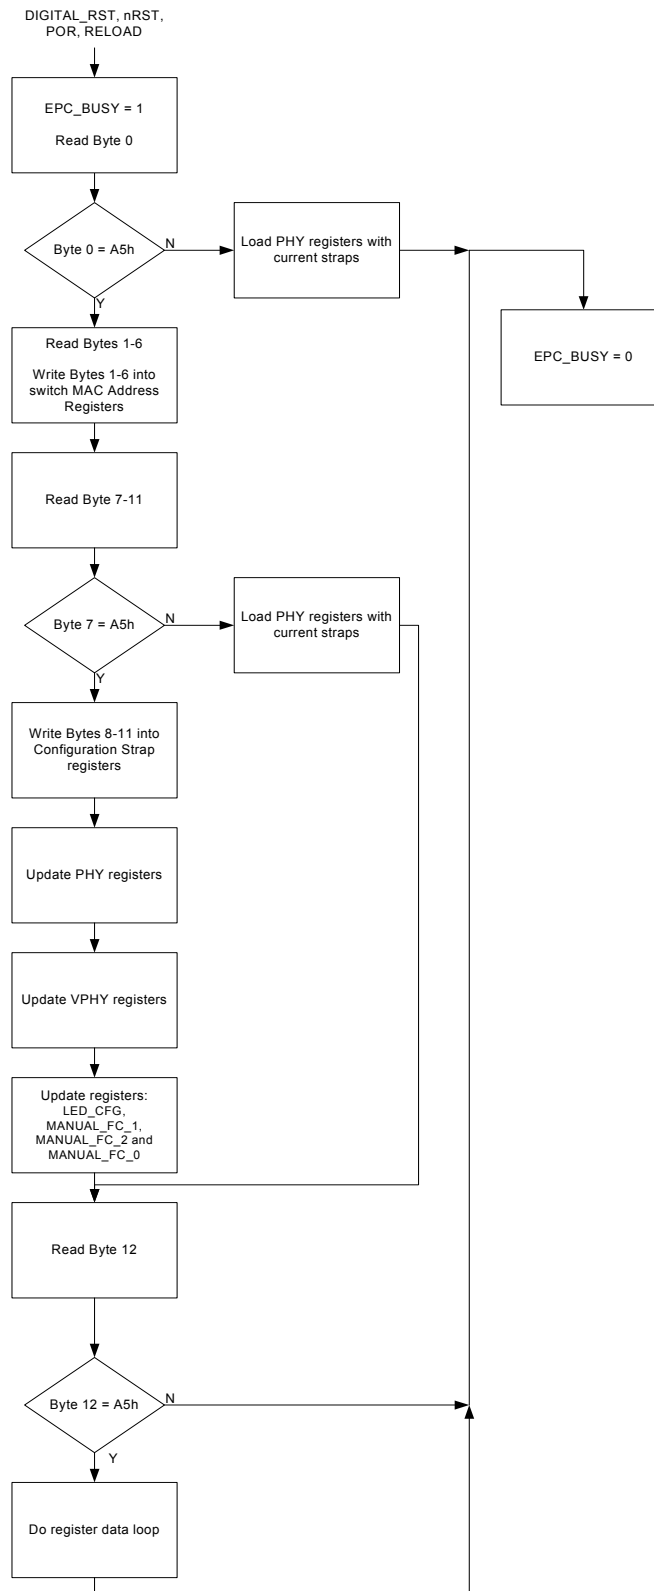 DIGITAL_RST, nRST,
POR, RELOAD
EPC_BUSY = 1
Read Byte 0
Byte 0 = A5h
N
Load PHY registers with
current straps
Y
Read Bytes 1-6
Write Bytes 1-6 into
switch MAC Address
Registers
EPC_BUSY = 0
Read Byte 7-11
Byte 7 = A5h
N
Load PHY registers with
current straps
Y
Write Bytes 8-11 into
Configuration Strap
registers
Update PHY registers
Update VPHY registers
Update registers:
LED_CFG,
MANUAL_FC_1,
MANUAL_FC_2 and
MANUAL_FC_0
Read Byte 12
Byte 12 = A5h
N
Y
Do register data loop